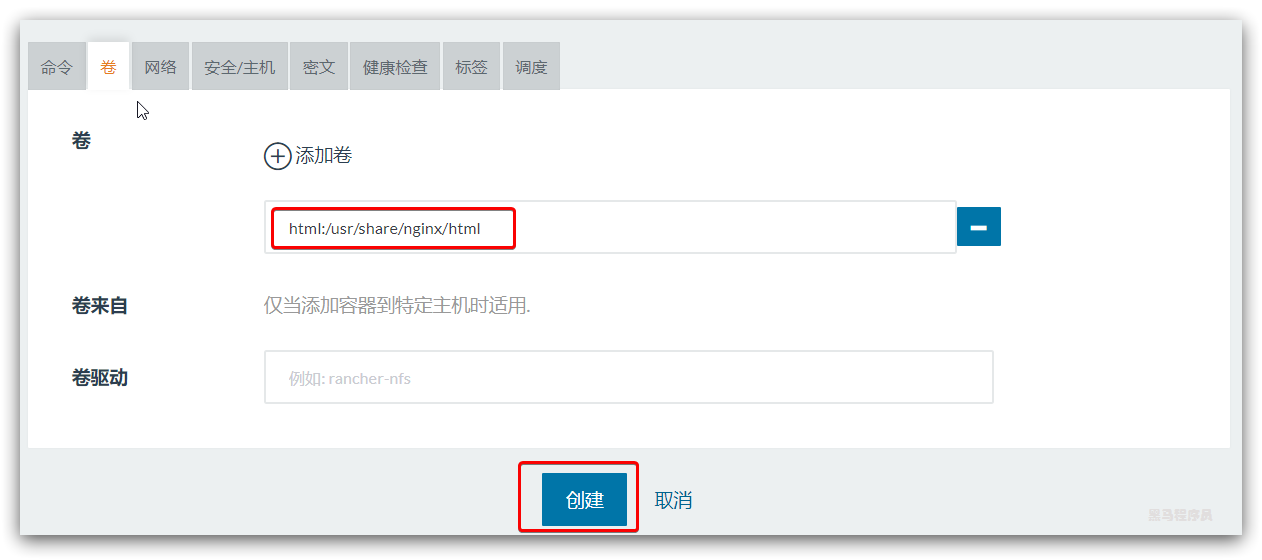 命令 卷 网络 安全/主机 密文 健康检查 标签 调度
卷
添加卷
html:/usr/share/nginx/html
卷来自 仅当添加容器到特定主机时适用.
卷驱动 例如: rancher-nfs
创建 取消
黑马程序员